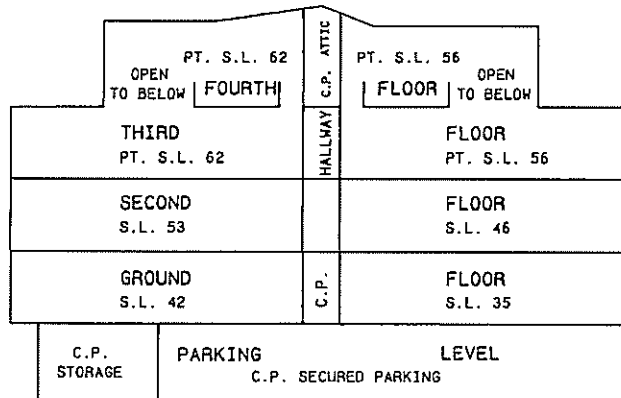 PT. S.L. 62
C.P. ATTIC
PT. S.L. 56
OPEN
TO BELOW
FOURTH
FLOOR
OPEN
TO BELOW
THIRD
PT. S.L. 62
HALLWAY
FLOOR
PT. S.L. 56
SECOND
S.L. 53
FLOOR
S.L. 46
GROUND
S.L. 42
C.P.
FLOOR
S.L. 35
C.P.
STORAGE
PARKING LEVEL
C.P. SECURED PARKING